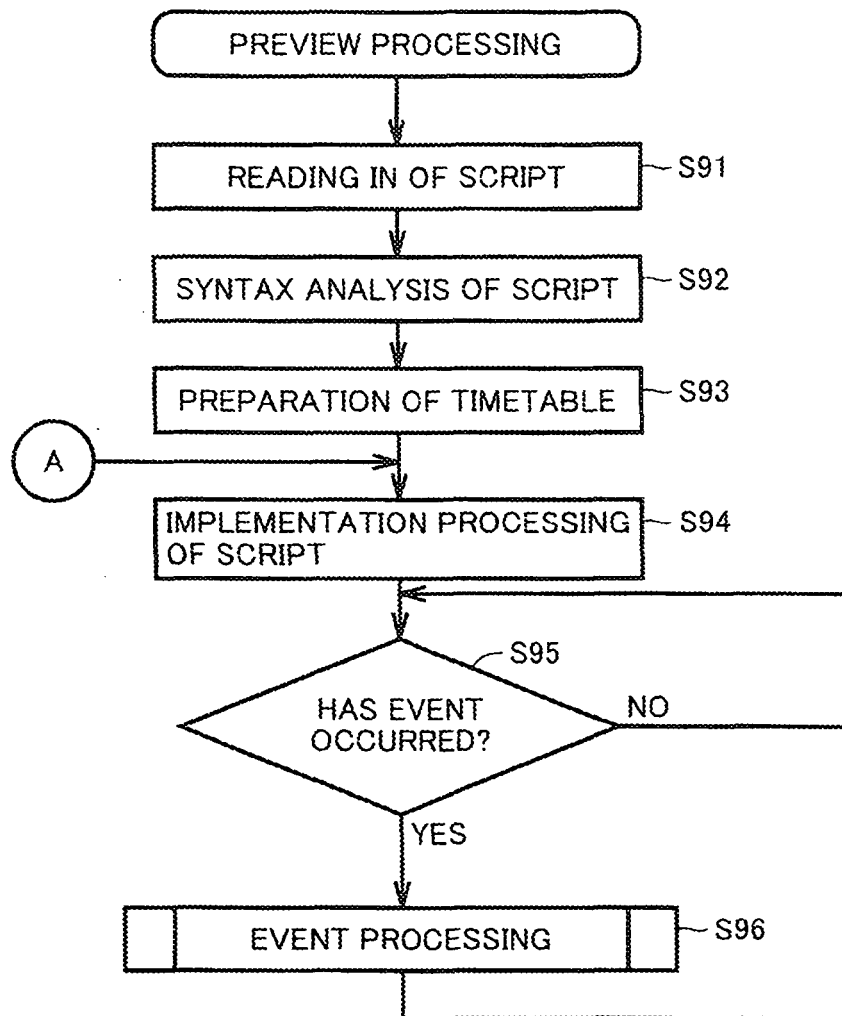 PREVIEW PROCESSING
READING IN OF SCRIPT
S91
SYNTAX ANALYSIS OF SCRIPT
S92
PREPARATION OF TIMETABLE
S93
A
IMPLEMENTATION PROCESSING
OF SCRIPT
S94
S95
HAS EVENT
OCCURRED?
NO
YES
EVENT PROCESSING
S96